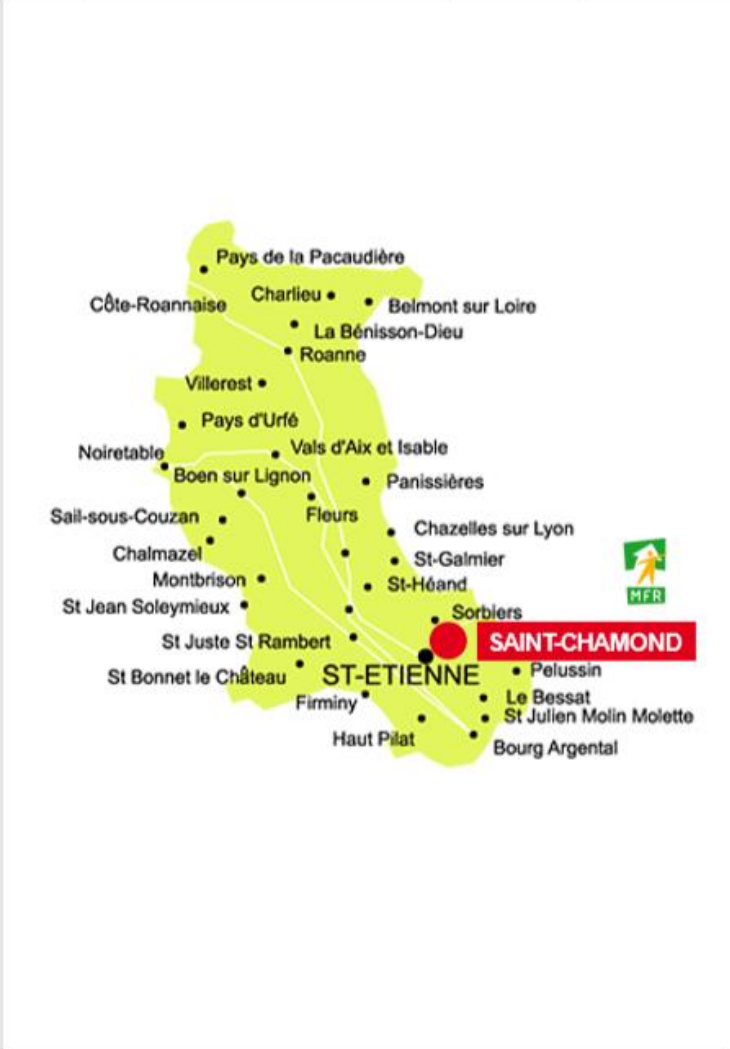 Pays de la Pacaudière
Charlieu
Côte-Roannaise
Belmont sur Loire
La Bénisson-Dieu
Roanne
Villerest
Pays d'Urfé
Noiretable
Vals d'Aix et Isable
Boen sur Lignon
Panissières
Fleurs
Sail-sous-Couzan
Chazelles sur Lyon
Chalmazel
St-Galmier
Montbrison
St-Héand
MFR
St Jean Soleymieux
Sorbiers
St Juste St Rambert
SAINT-CHAMOND
St Bonnet le Château
ST-ETIENNE
Pelussin
Firminy
Le Bessat
St Julien Molin Molette
Haut Pilat
Bourg Argental